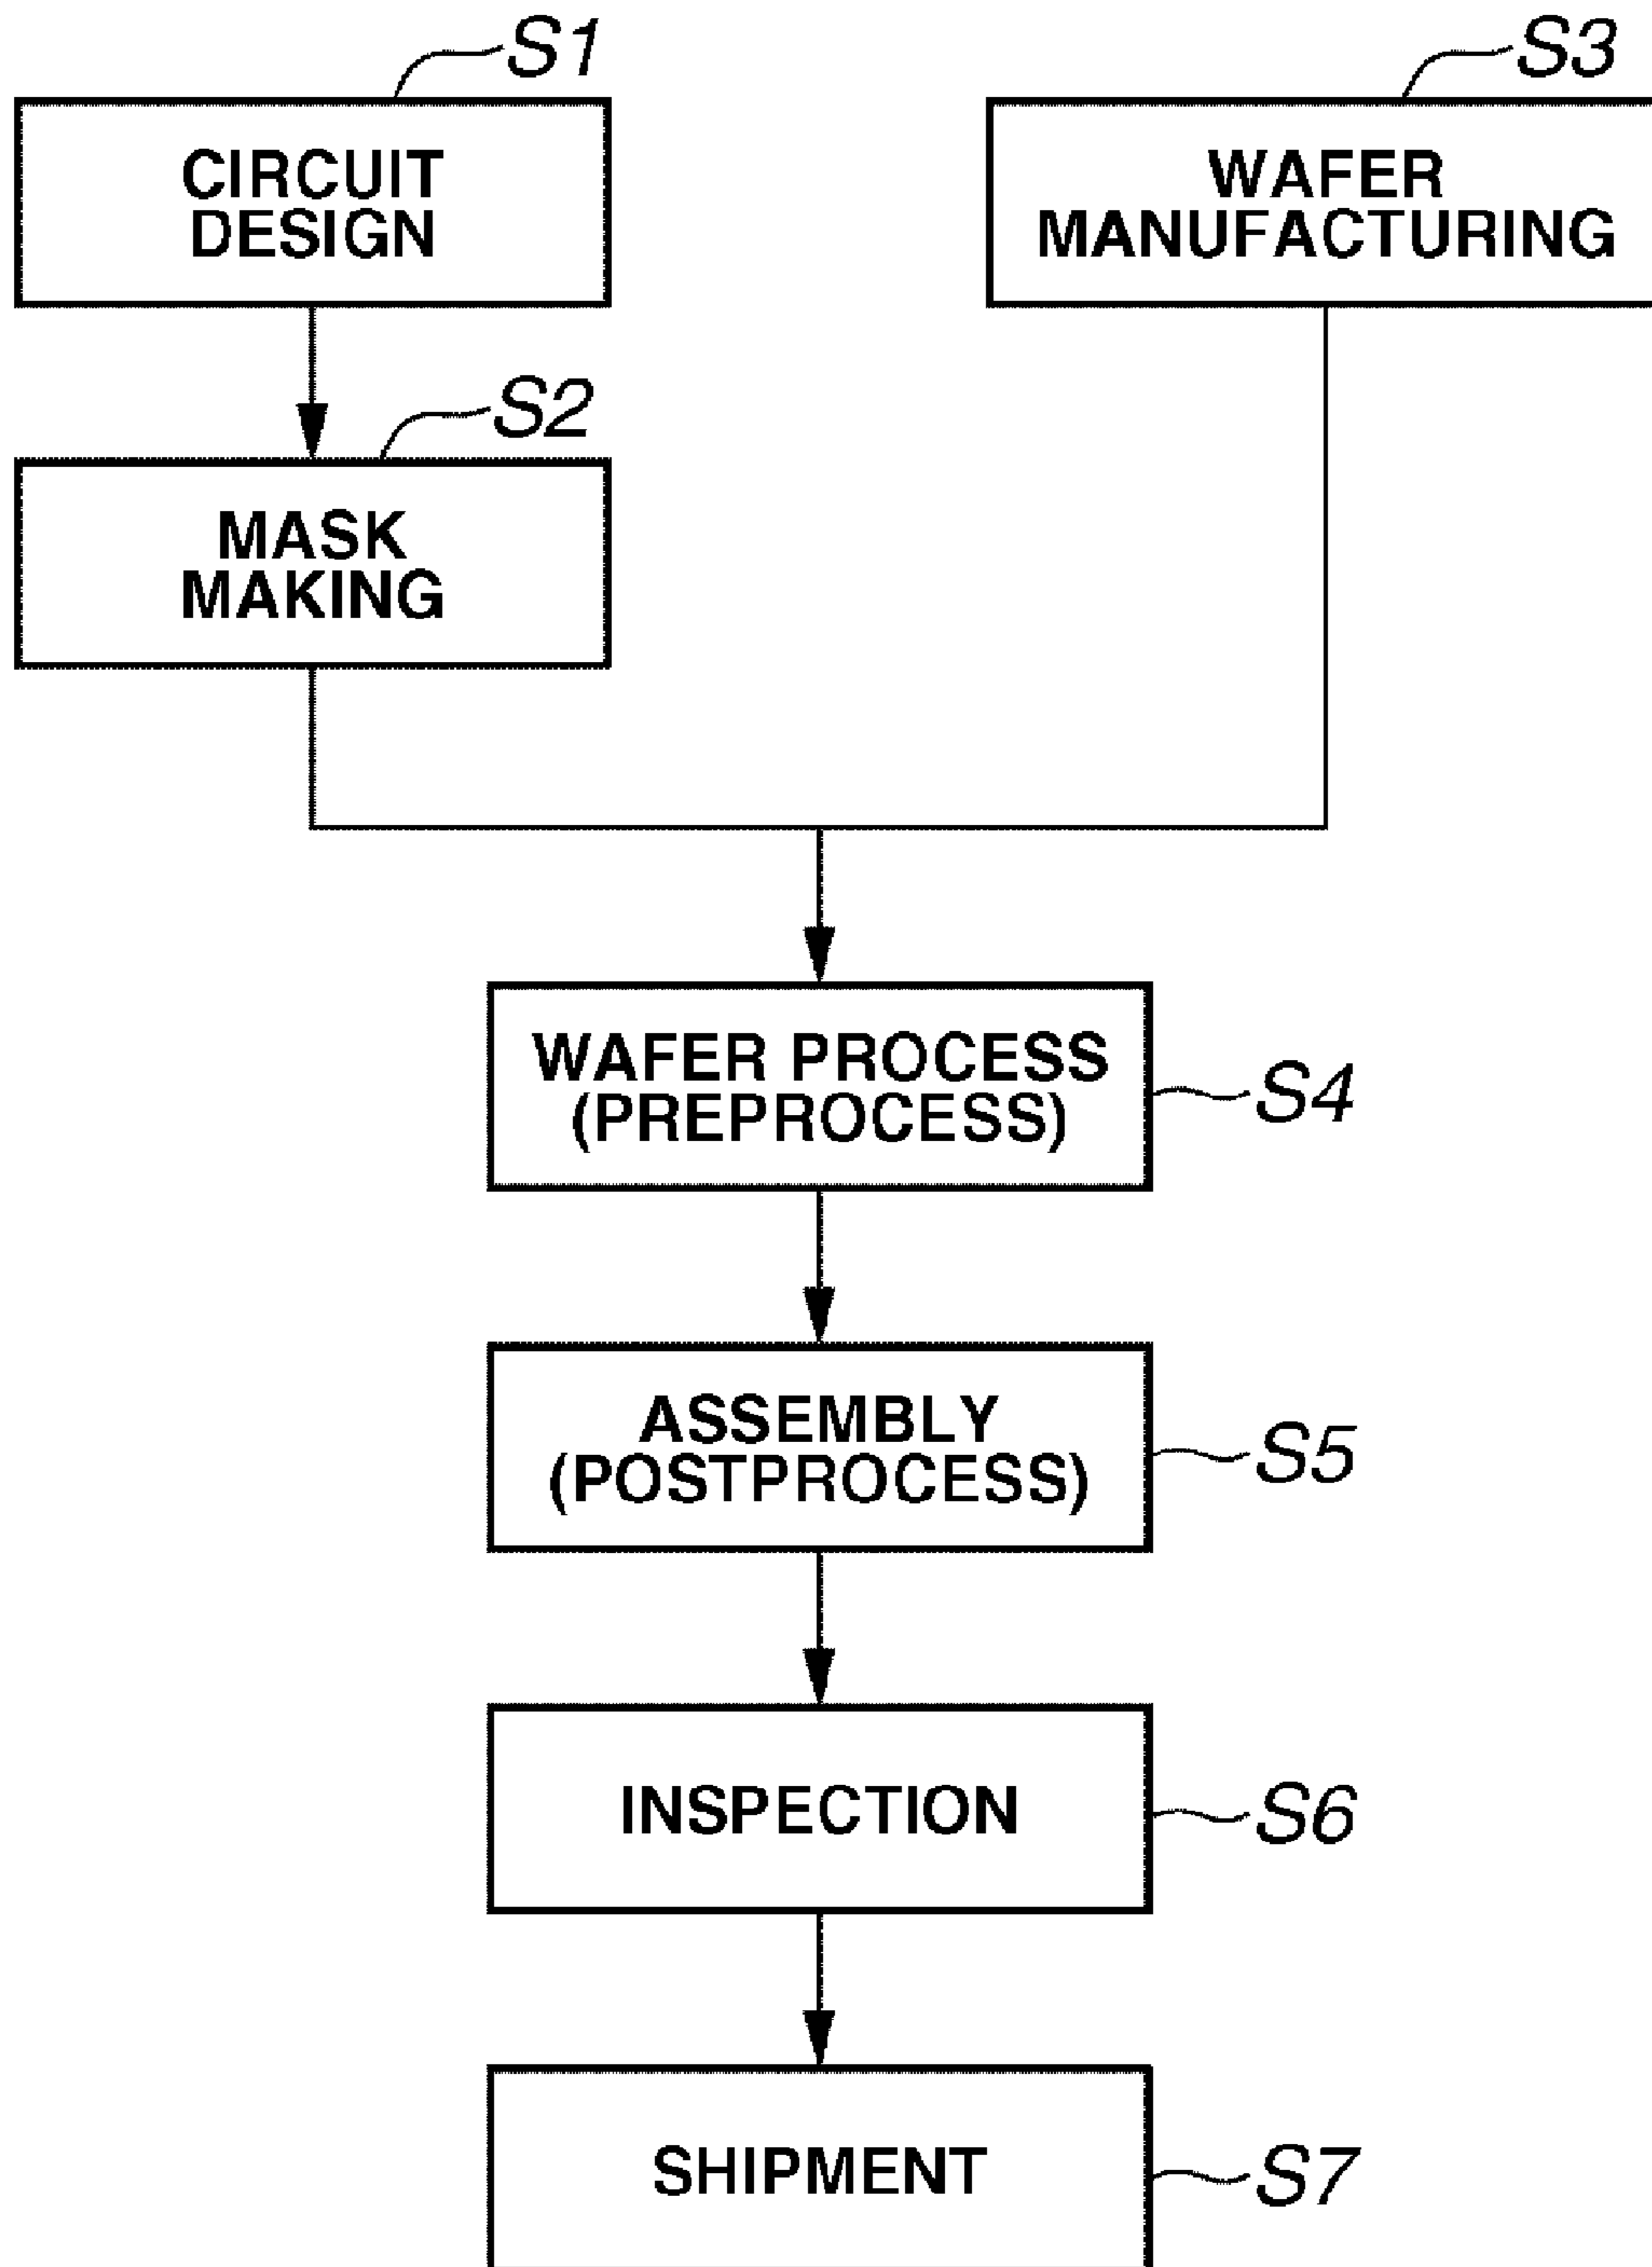 S1
CIRCUIT
DESIGN
S3
WAFER
MANUFACTURING
S2
MASK
MAKING
WAFER PROCESS
(PREPROCESS)
S4
ASSEMBLY
(POSTPROCESS)
S5
INSPECTION
S6
SHIPMENT
S7